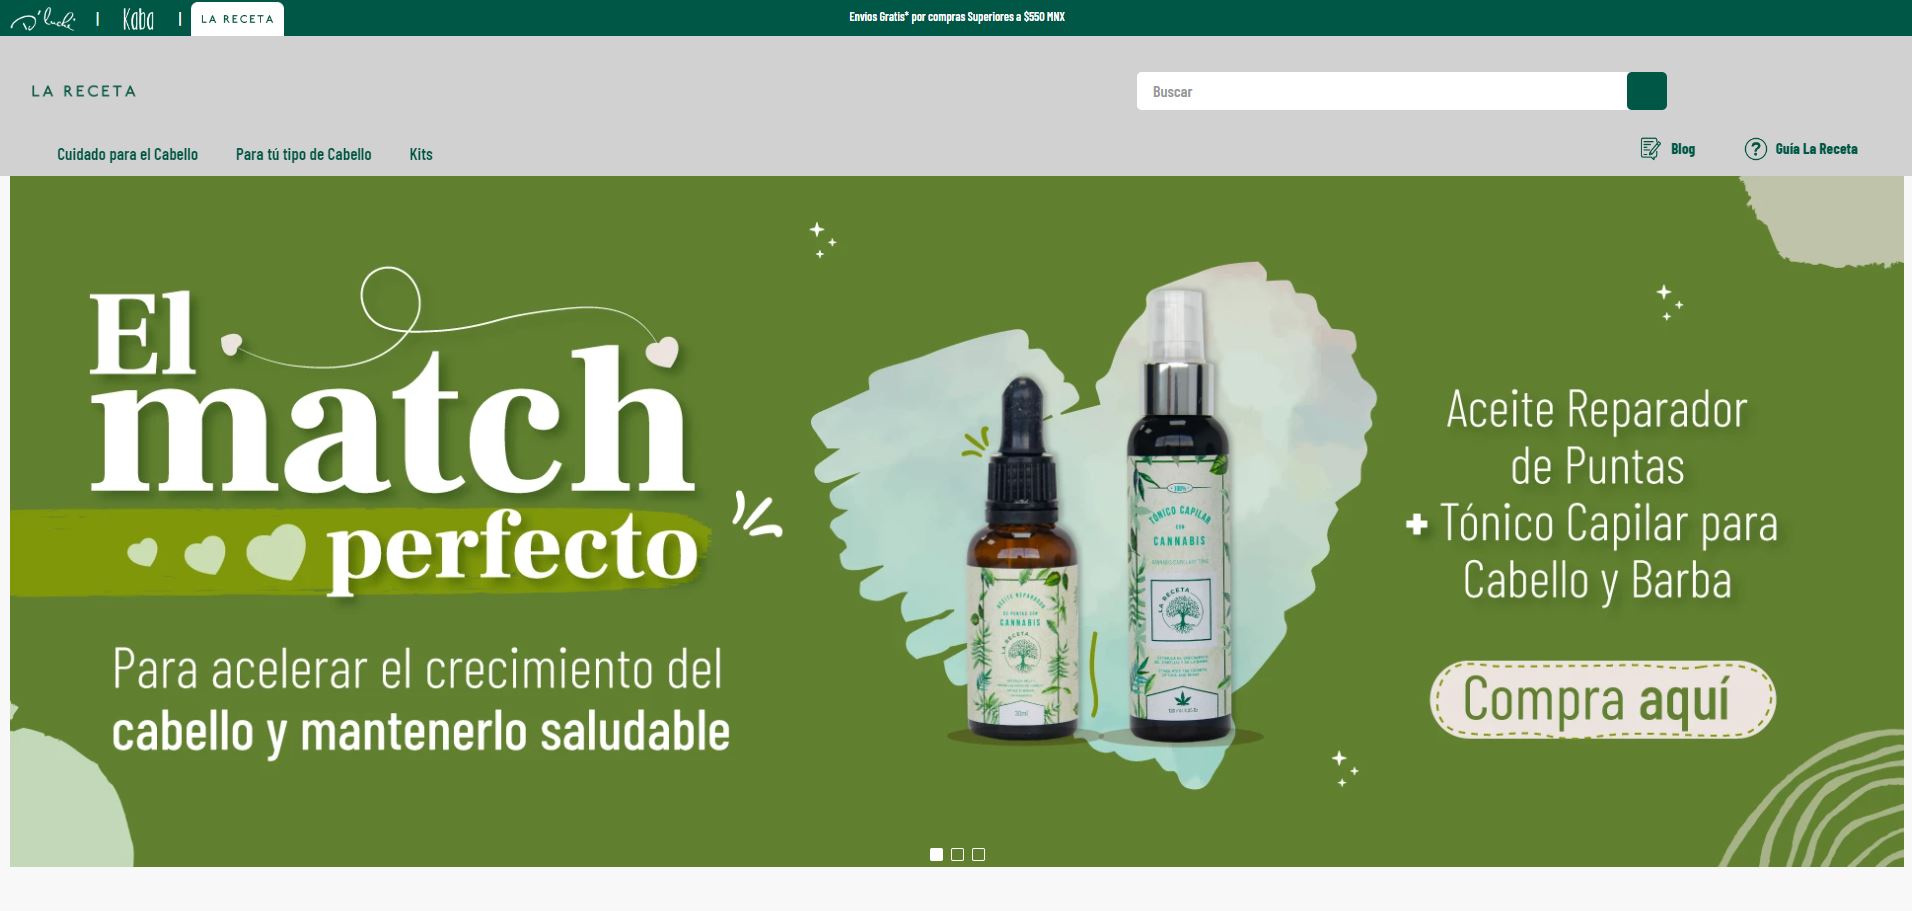 D'luchi
Kaba
LA RECETA
Envíos Gratis* por compras Superiores a $550 MNX
LA RECETA
Buscar
Cuidado para el Cabello
Para tú tipo de Cabello
Kits
Blog
Guía La Receta
El
match
perfecto
Para acelerar el crecimiento del
cabello y mantenerlo saludable
ACEITE REPARADOR
DE PUNTAS CON
CANNABIS
LA RECETA
30ml
100%
TÓNICO CAPILAR
CON
CANNABIS
LA RECETA
Aceite Reparador
de Puntas
+ Tónico Capilar para
Cabello y Barba
Compra aquí